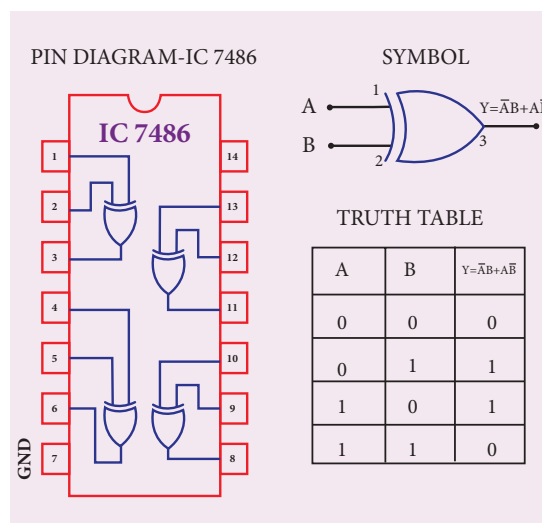 PIN DIAGRAM-IC 7486
IC 7486
1
2
3
4
5
6
7
GND
14
13
12
11
10
9
8
SYMBOL
A
B
1
2
3
Y=A̅B+AB̅
TRUTH TABLE
A B Y=A̅B+AB̅
0 0 0
0 1 1
1 0 1
1 1 0